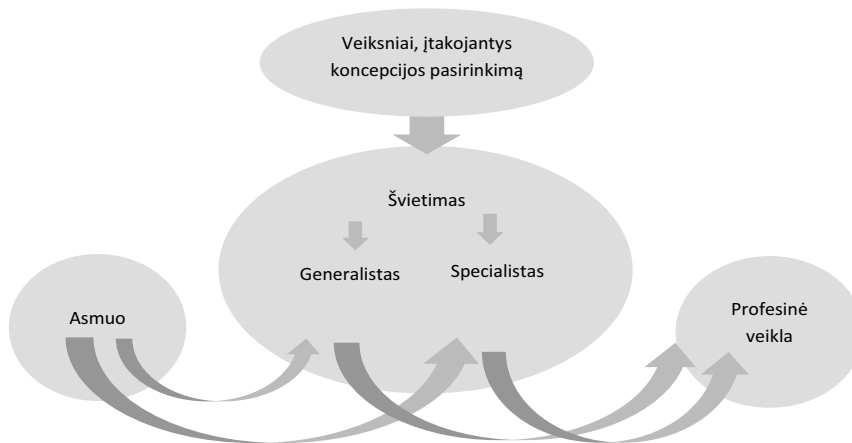 Veiksniai, įtakojantys
koncepcijos pasirinkimą
Švietimas
Generalistas
Specialistas
Asmuo
Profesinė
veikla